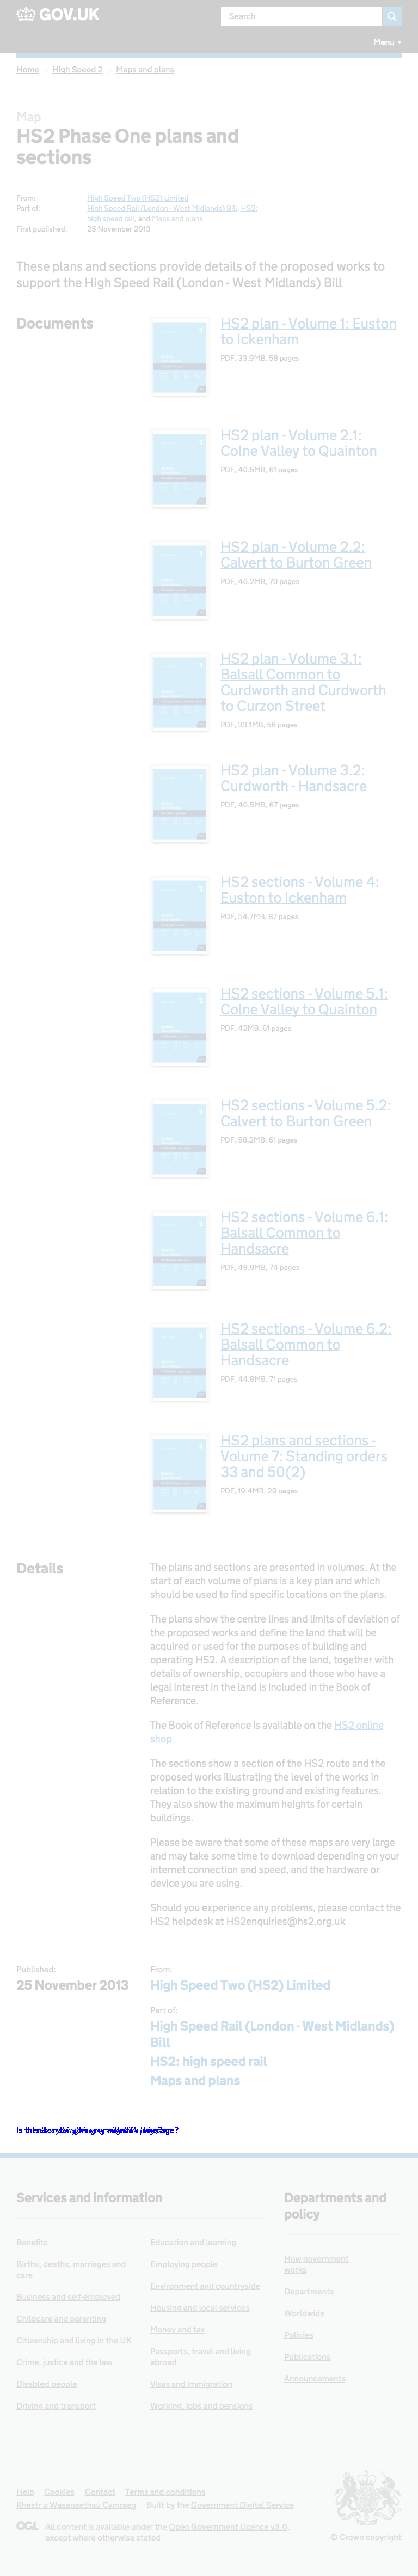 GOV.UK
Search
Menu ▼
Home
High Speed 2
Maps and plans
Map
HS2 Phase One plans and
sections
From: High Speed Two (HS2) Limited
Part of: High Speed Rail (London - West Midlands) Bill, HS2:
high speed rail, and Maps and plans
First published: 25 November 2013
These plans and sections provide details of the proposed works to
support the High Speed Rail (London - West Midlands) Bill
Documents
HS2 plan - Volume 1: Euston
to Ickenham
PDF, 33.9MB, 58 pages
HS2 plan - Volume 2.1:
Colne Valley to Quainton
PDF, 40.5MB, 61 pages
HS2 plan - Volume 2.2:
Calvert to Burton Green
PDF, 46.2MB, 70 pages
HS2 plan - Volume 3.1:
Balsall Common to
Curdworth and Curdworth
to Curzon Street
PDF, 33.1MB, 56 pages
HS2 plan - Volume 3.2:
Curdworth - Handsacre
PDF, 40.5MB, 67 pages
HS2 sections - Volume 4:
Euston to Ickenham
PDF, 54.7MB, 87 pages
HS2 sections - Volume 5.1:
Colne Valley to Quainton
PDF, 42MB, 61 pages
HS2 sections - Volume 5.2:
Calvert to Burton Green
PDF, 58.2MB, 61 pages
HS2 sections - Volume 6.1:
Balsall Common to
Handsacre
PDF, 49.9MB, 74 pages
HS2 sections - Volume 6.2:
Balsall Common to
Handsacre
PDF, 44.8MB, 71 pages
HS2 plans and sections -
Volume 7: Standing orders
33 and 50(2)
PDF, 19.4MB, 29 pages
Details
The plans and sections are presented in volumes. At the
start of each volume of plans is a key plan and which
should be used to find specific locations on the plans.
The plans show the centre lines and limits of deviation of
the proposed works and define the land that will be
acquired or used for the purposes of building and
operating HS2. A description of the land, together with
details of ownership, occupiers and those who have a
legal interest in the land is included in the Book of
Reference.
The Book of Reference is available on the HS2 online
shop
The sections show a section of the HS2 route and the
proposed works illustrating the level of the works in
relation to the existing ground and existing features.
They also show the maximum heights for certain
buildings.
Please be aware that some of these maps are very large
and may take some time to download depending on your
internet connection and speed, and the hardware or
device you are using.
Should you experience any problems, please contact the
HS2 helpdesk at HS2enquiries@hs2.org.uk
Published:
25 November 2013
From:
High Speed Two (HS2) Limited
Part of:
High Speed Rail (London - West Midlands)
Bill
HS2: high speed rail
Maps and plans
Services and information
Benefits
Births, deaths, marriages and
care
Business and self-employed
Childcare and parenting
Citizenship and living in the UK
Crime, justice and the law
Disabled people
Driving and transport
Education and learning
Employing people
Environment and countryside
Housing and local services
Money and tax
Passports, travel and living
abroad
Visas and immigration
Working, jobs and pensions
Departments and
policy
How government
works
Departments
Worldwide
Policies
Publications
Announcements
Help Cookies Contact Terms and conditions
Rhestr o Wasanaethau Cymraeg Built by the Government Digital Service
OGL All content is available under the Open Government Licence v3.0,
except where otherwise stated
© Crown copyright